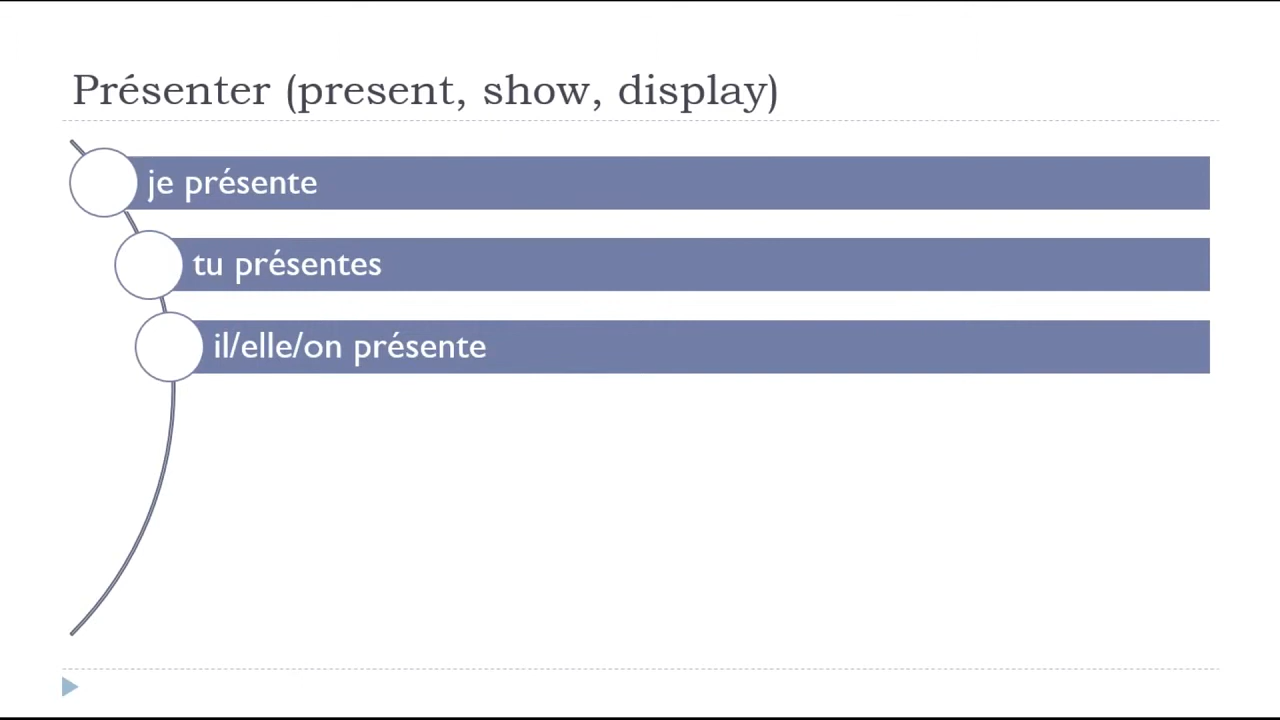 Présenter (present, show, display)
je présente
tu présentes
il/elle/on présente